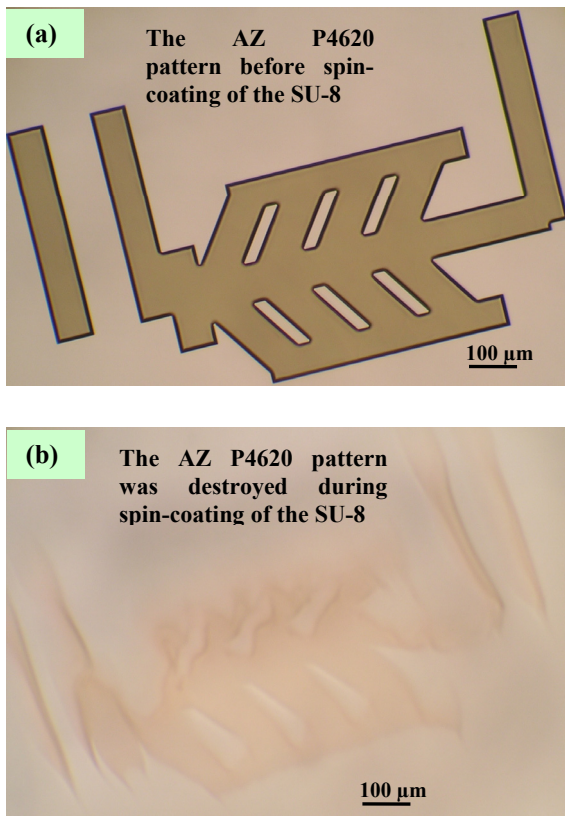 (a)
The AZ P4620
pattern before spin-
coating of the SU-8
100 µm
(b)
The AZ P4620 pattern
was destroyed during
spin-coating of the SU-8
100 µm